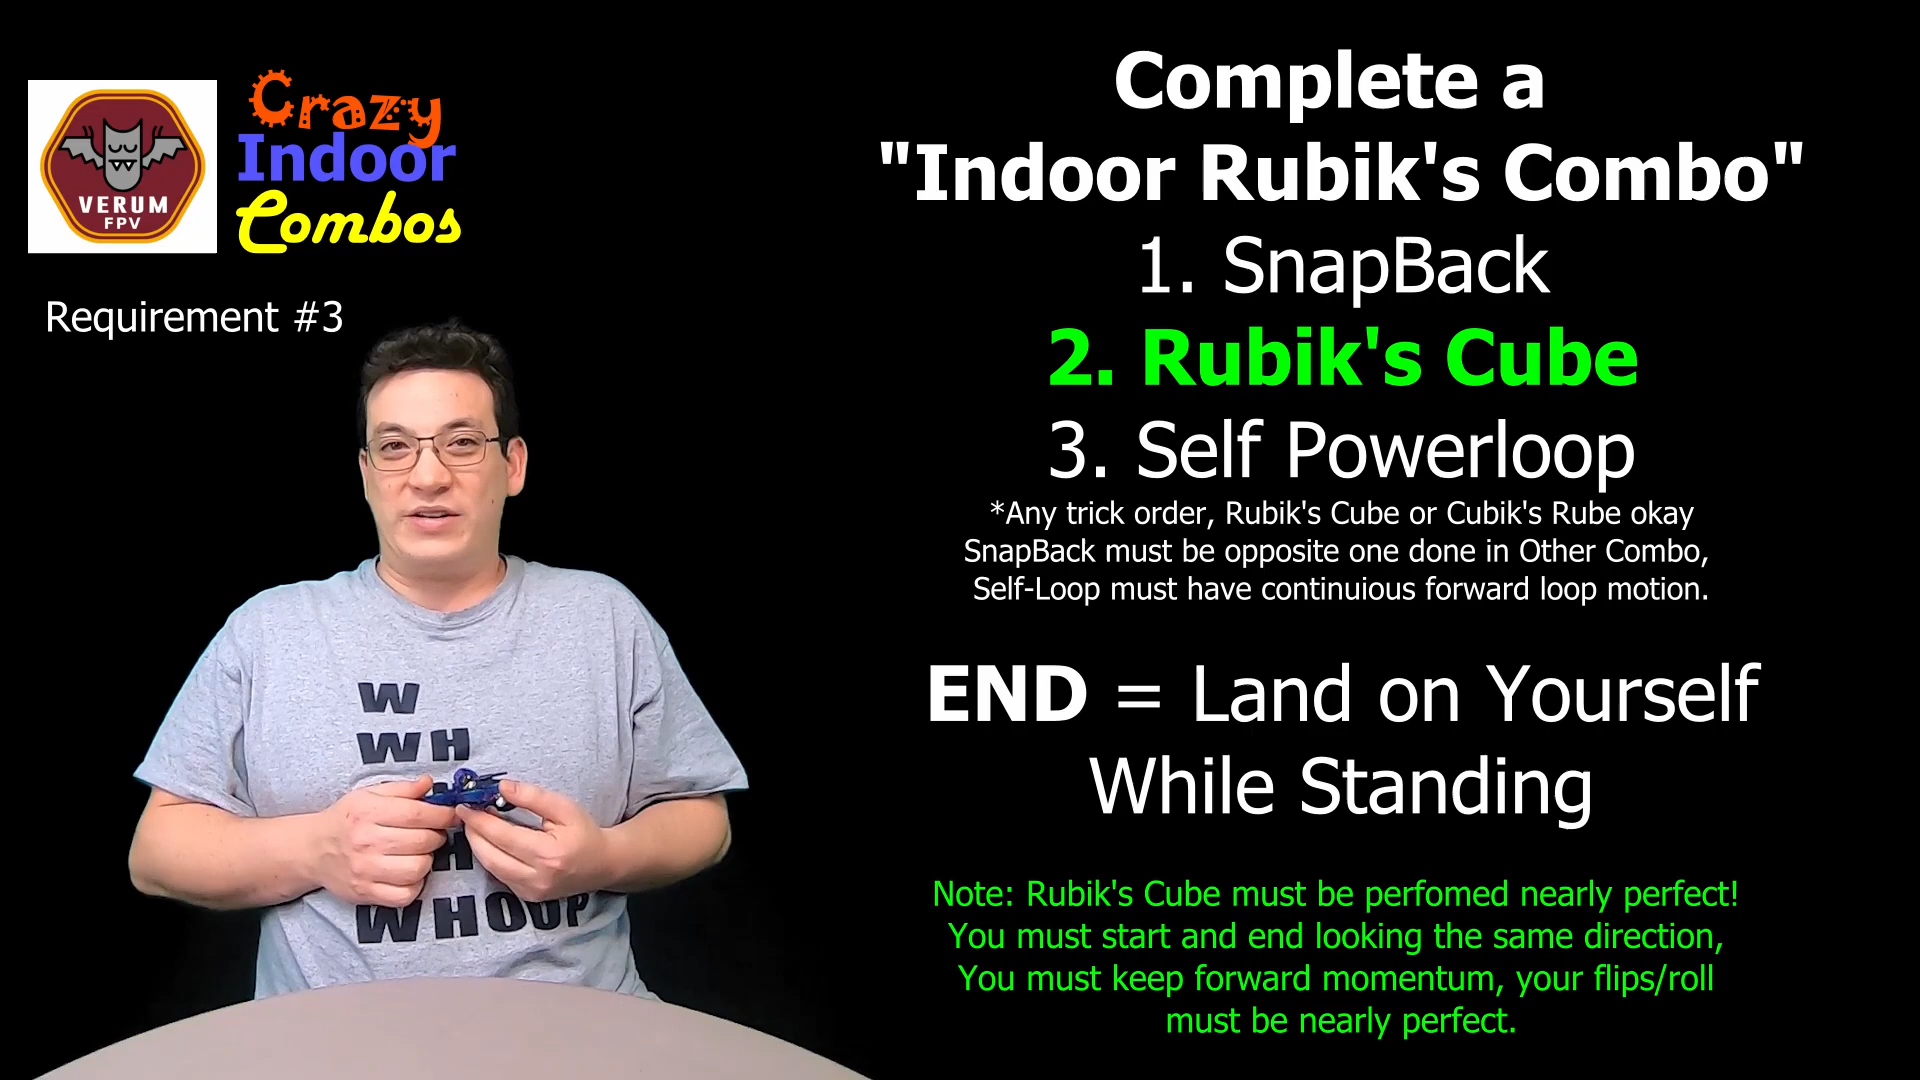 VERUM
FPV
Crazy
Indoor
Combos
Requirement #3
Complete a
"Indoor Rubik's Combo"
1. SnapBack
2. Rubik's Cube
3. Self Powerloop
*Any trick order, Rubik's Cube or Cubik's Rube okay
SnapBack must be opposite one done in Other Combo,
Self-Loop must have continuious forward loop motion.
END = Land on Yourself
While Standing
Note: Rubik's Cube must be perfomed nearly perfect!
You must start and end looking the same direction,
You must keep forward momentum, your flips/roll
must be nearly perfect.
W
WH
WHOOP